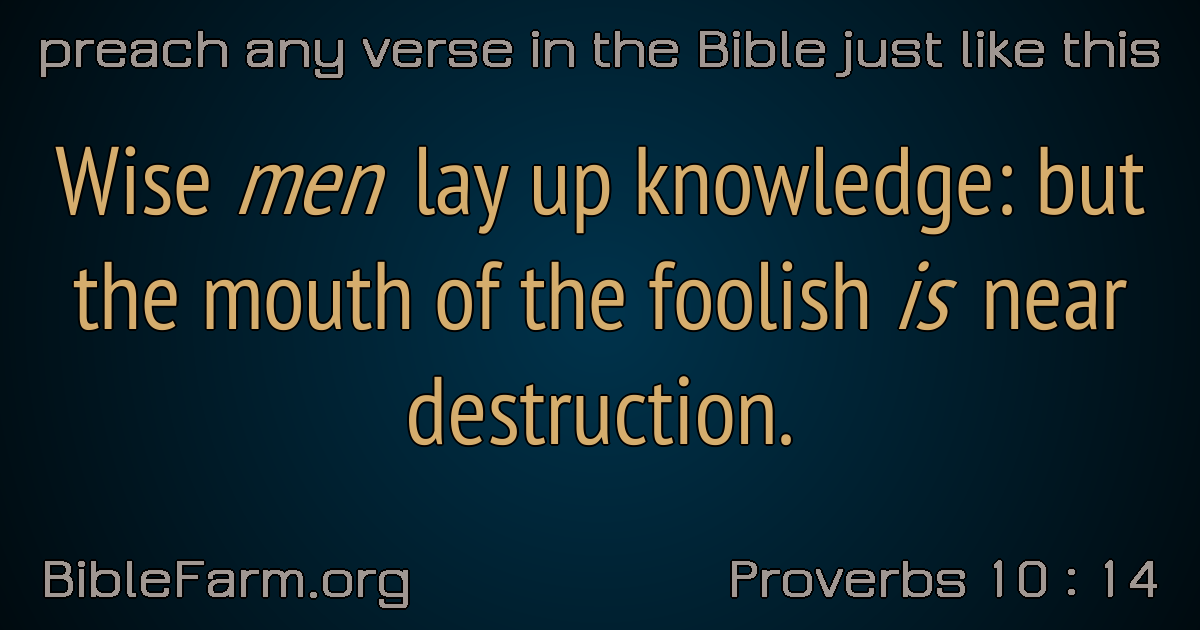 preach any verse in the Bible just like this
Wise men lay up knowledge: but
the mouth of the foolish is near
destruction.
BibleFarm.org
Proverbs 10 : 14